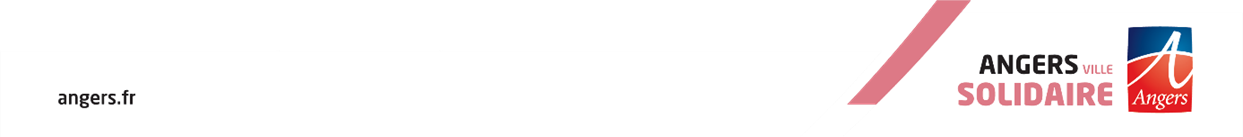 angers.fr
ANGERS VILLE
SOLIDAIRE
A
Angers